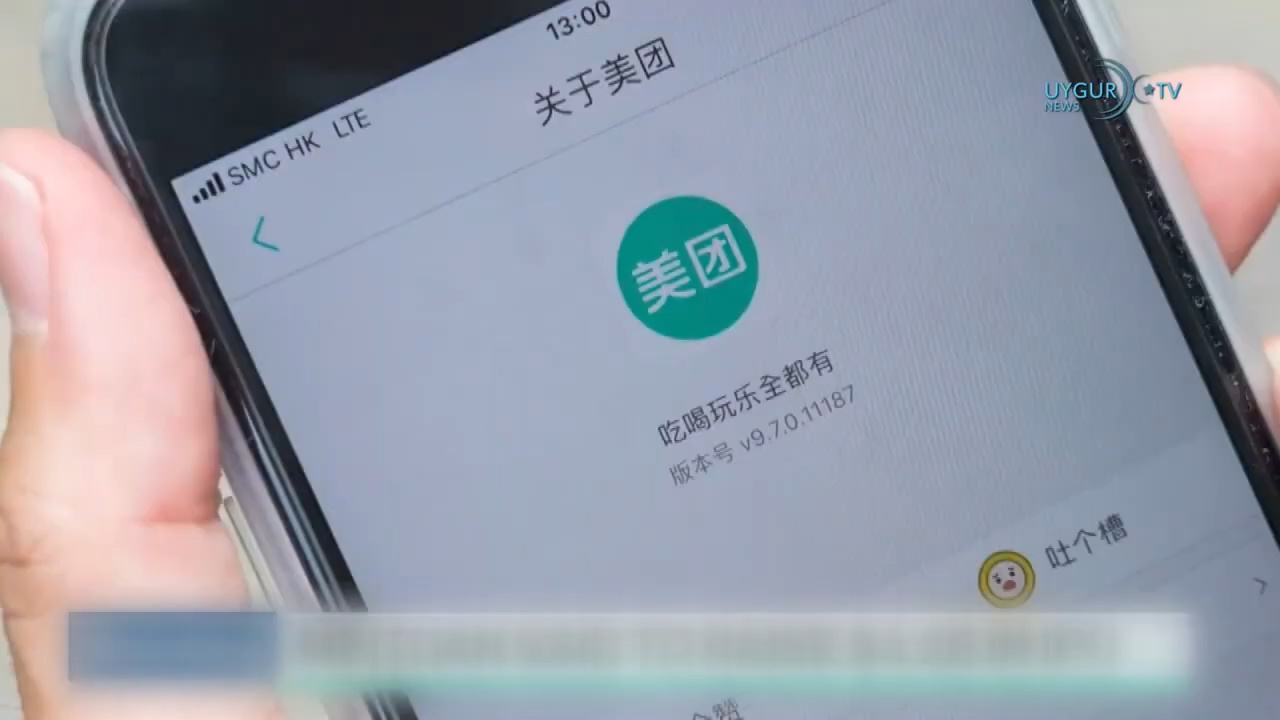 13:00
SMC HK LTE
关于美团
UYGUR TV
NEWS
美团
吃喝玩乐全都有
版本号 v9.7.0.11187
吐个槽